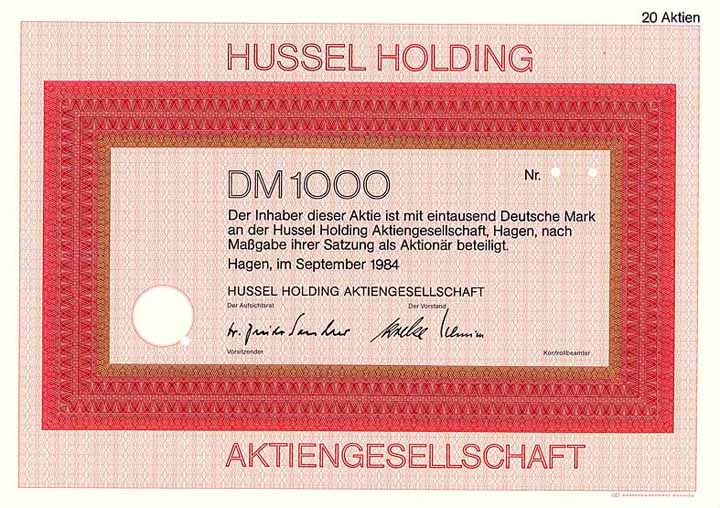 20 Aktien
HUSSEL HOLDING
DM 1000
Nr.
Der Inhaber dieser Aktie ist mit eintausend Deutsche Mark
an der Hussel Holding Aktiengesellschaft, Hagen, nach
Maßgabe ihrer Satzung als Aktionär beteiligt.
Hagen, im September 1984
HUSSEL HOLDING AKTIENGESELLSCHAFT
Der Aufsichtsrat Der Vorstand
Vorsitzender Kontrollbeamter
AKTIENGESELLSCHAFT